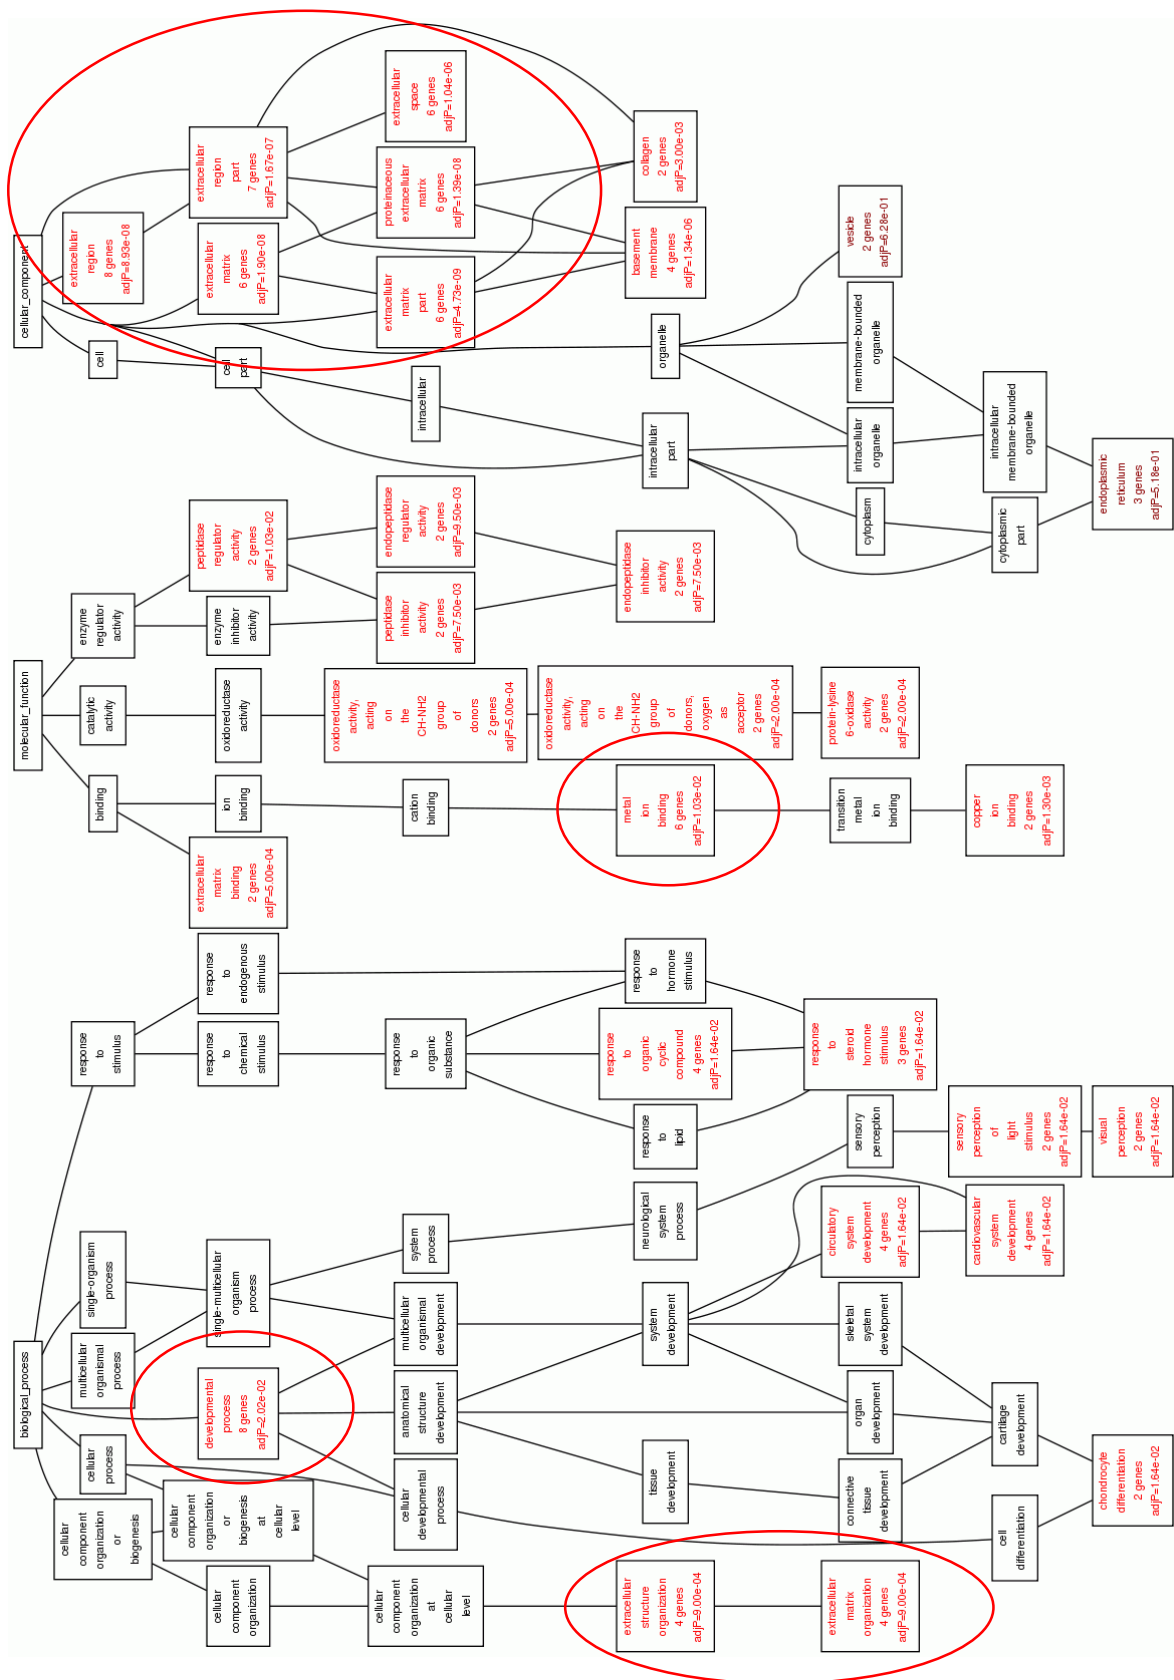 biological_process
molecular_function
cellular_component
cellular
component
organization
or
biogenesis
cellular
process
multicellular
organismal
process
single-organism
process
response
to
stimulus
binding
catalytic
activity
enzyme
regulator
activity
cell
extracellular
region
8 genes
adjP=8.93e-08
cellular
component
organization
cellular
component
organization
or
biogenesis
at
cellular
level
developmental
process
8 genes
adjP=2.02e-02
single-multicellular
organism
process
response
to
chemical
stimulus
response
to
endogenous
stimulus
extracellular
matrix
binding
2 genes
adjP=5.00e-04
ion
binding
oxidoreductase
activity
enzyme
inhibitor
activity
peptidase
regulator
activity
2 genes
adjP=1.03e-02
cell
part
extracellular
matrix
6 genes
adjP=1.90e-08
extracellular
region
part
7 genes
adjP=1.67e-07
cellular
component
organization
at
cellular
level
cellular
developmental
process
anatomical
structure
development
multicellular
organismal
development
system
process
response
to
organic
substance
cation
binding
oxidoreductase
activity,
acting
on
the
CH-NH2
group
of
donors
2 genes
adjP=5.00e-04
peptidase
inhibitor
activity
2 genes
adjP=7.50e-03
endopeptidase
regulator
activity
2 genes
adjP=9.50e-03
intracellular
extracellular
matrix
part
6 genes
adjP=4.73e-09
proteinaceous
extracellular
matrix
6 genes
adjP=1.39e-08
extracellular
space
6 genes
adjP=1.04e-06
extracellular
structure
organization
4 genes
adjP=9.00e-04
tissue
development
system
development
neurological
system
process
response
to
lipid
response
to
organic
cyclic
compound
4 genes
adjP=1.64e-02
response
to
hormone
stimulus
metal
ion
binding
6 genes
adjP=1.03e-02
oxidoreductase
activity,
acting
on
the
CH-NH2
group
of
donors,
oxygen
as
acceptor
2 genes
adjP=2.00e-04
endopeptidase
inhibitor
activity
2 genes
adjP=7.50e-03
intracellular
part
organelle
basement
membrane
4 genes
adjP=1.34e-06
collagen
2 genes
adjP=3.00e-03
extracellular
matrix
organization
4 genes
adjP=9.00e-04
connective
tissue
development
organ
development
skeletal
system
development
circulatory
system
development
4 genes
adjP=1.64e-02
sensory
perception
response
to
steroid
hormone
stimulus
3 genes
adjP=1.64e-02
transition
metal
ion
binding
protein-lysine
6-oxidase
activity
2 genes
adjP=2.00e-04
cytoplasm
intracellular
organelle
membrane-bounded
organelle
vesicle
2 genes
adjP=6.28e-01
cell
differentiation
cartilage
development
cardiovascular
system
development
4 genes
adjP=1.64e-02
sensory
perception
of
light
stimulus
2 genes
adjP=1.64e-02
copper
ion
binding
2 genes
adjP=1.30e-03
cytoplasmic
part
intracellular
membrane-bounded
organelle
chondrocyte
differentiation
2 genes
adjP=1.64e-02
visual
perception
2 genes
adjP=1.64e-02
endoplasmic
reticulum
3 genes
adjP=5.18e-01